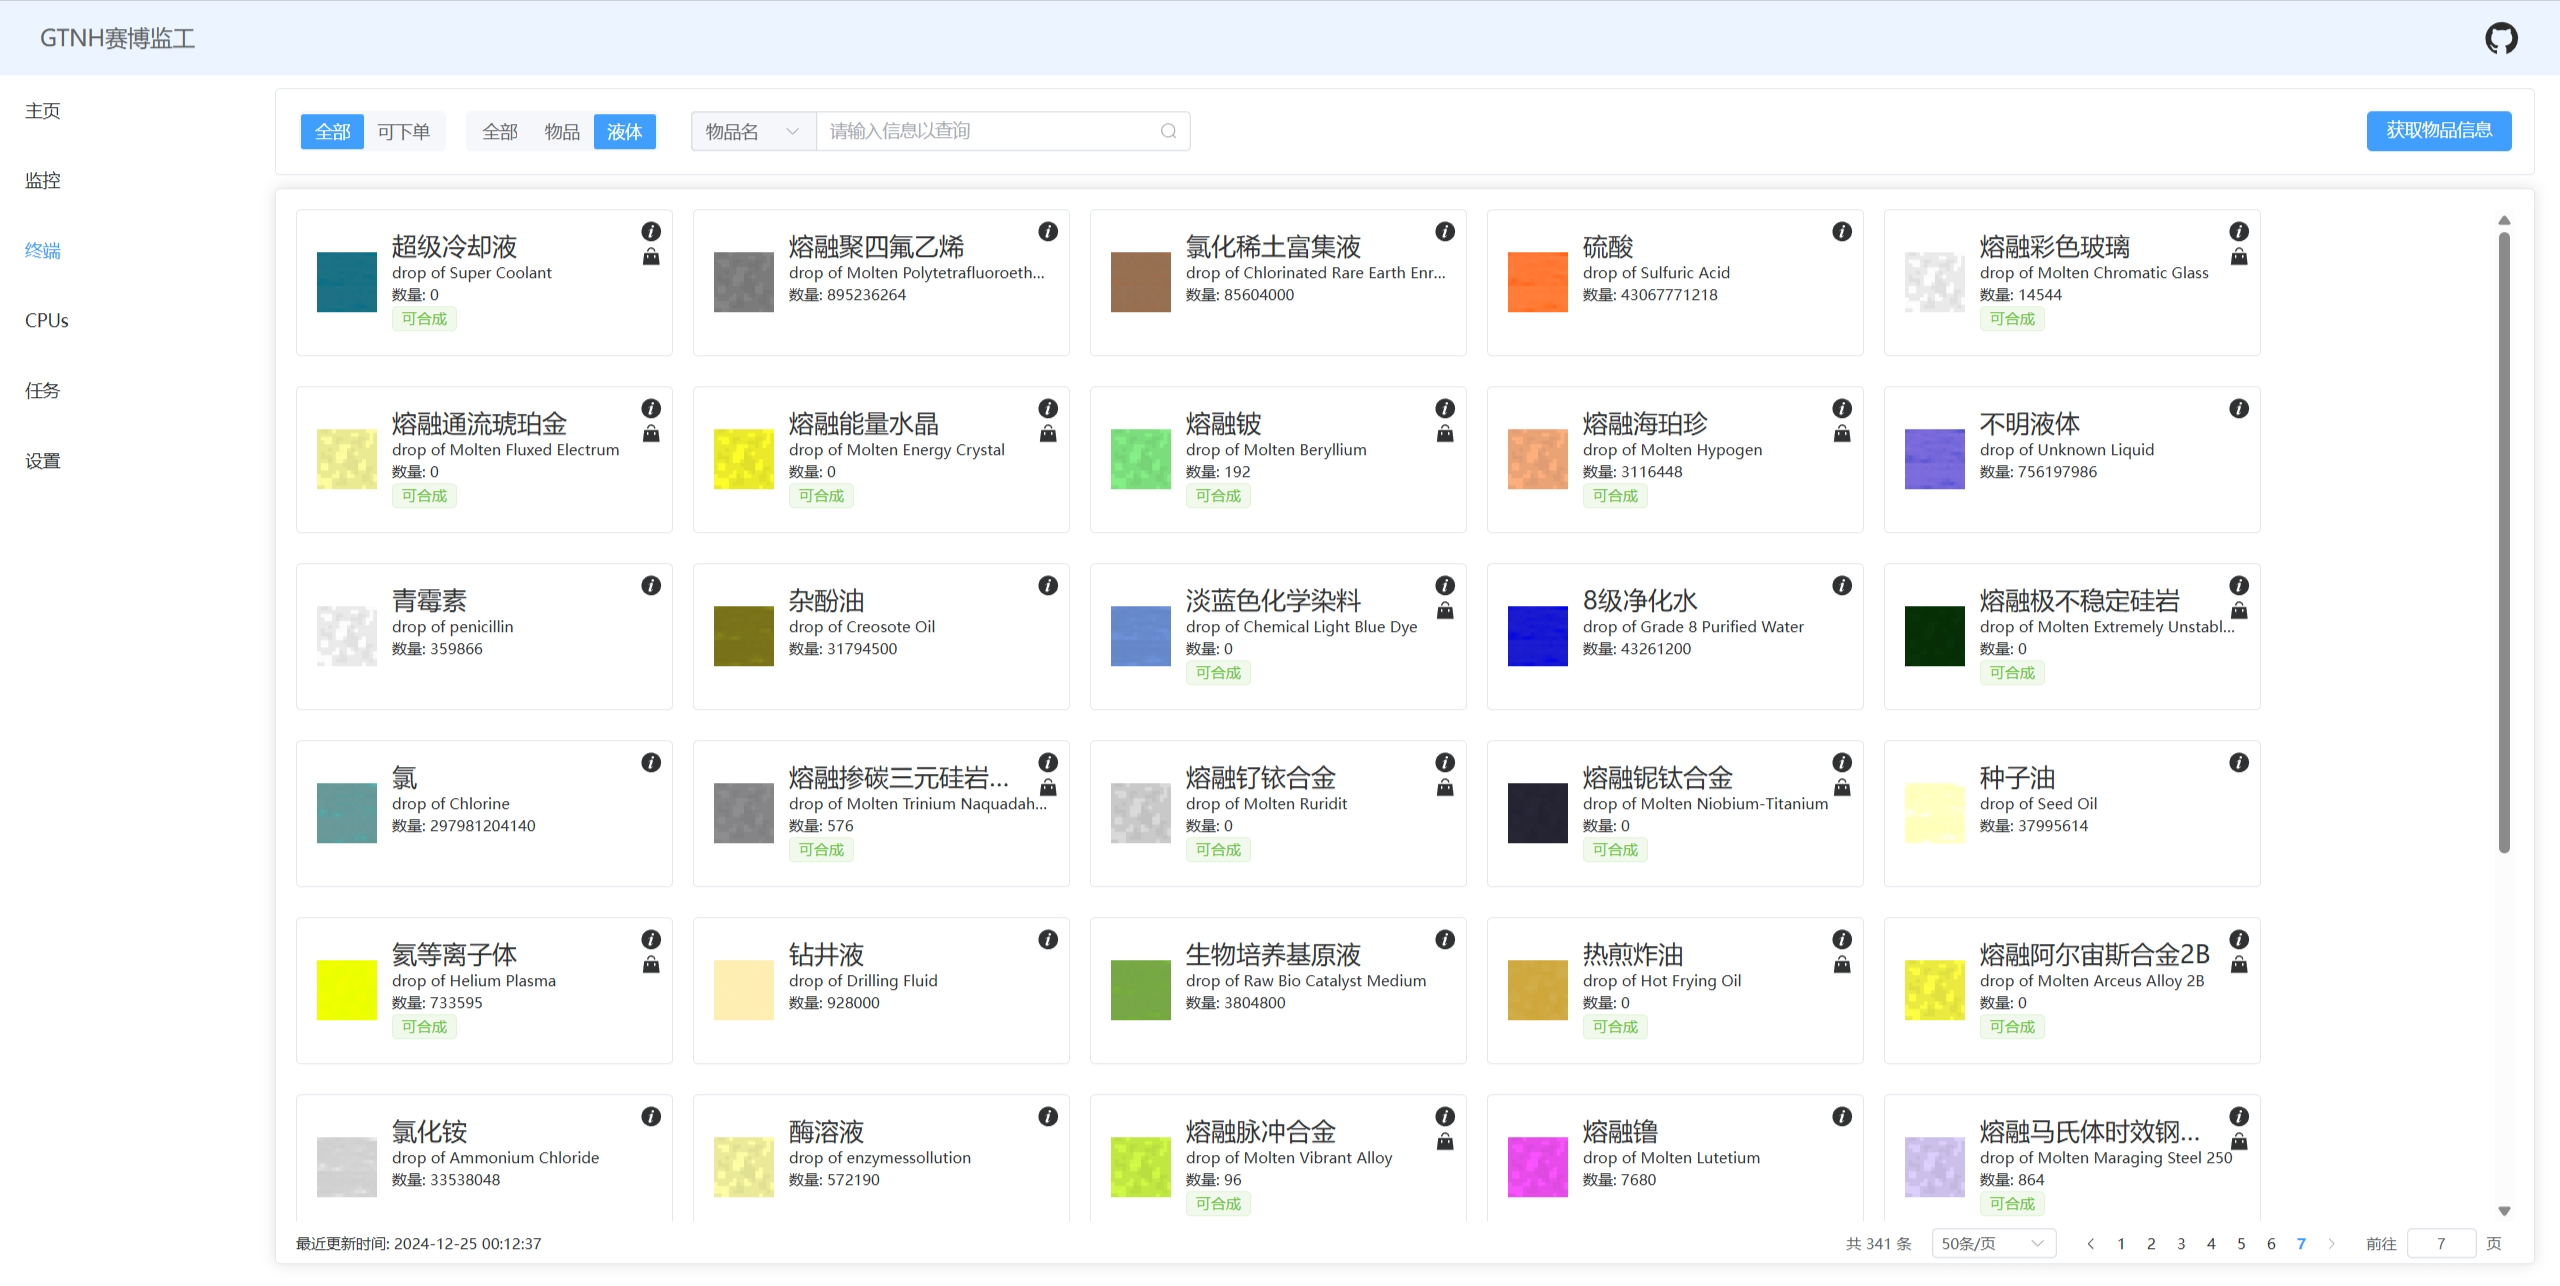 GTNH赛博监工
主页
监控
终端
CPUs
任务
设置
全部 可下单 全部 物品 液体 物品名 请输入信息以查询 获取物品信息
超级冷却液
drop of Super Coolant
数量: 0
可合成
熔融聚四氟乙烯
drop of Molten Polytetrafluoroeth...
数量: 895236264
氯化稀土富集液
drop of Chlorinated Rare Earth Enr...
数量: 85604000
硫酸
drop of Sulfuric Acid
数量: 43067771218
熔融彩色玻璃
drop of Molten Chromatic Glass
数量: 14544
可合成
熔融通流琥珀金
drop of Molten Fluxed Electrum
数量: 0
可合成
熔融能量水晶
drop of Molten Energy Crystal
数量: 0
可合成
熔融铍
drop of Molten Beryllium
数量: 192
可合成
熔融海珀珍
drop of Molten Hypogen
数量: 3116448
可合成
不明液体
drop of Unknown Liquid
数量: 756197986
青霉素
drop of penicillin
数量: 359866
杂酚油
drop of Creosote Oil
数量: 31794500
淡蓝色化学染料
drop of Chemical Light Blue Dye
数量: 0
可合成
8级净化水
drop of Grade 8 Purified Water
数量: 43261200
熔融极不稳定硅岩
drop of Molten Extremely Unstabl...
数量: 0
可合成
氯
drop of Chlorine
数量: 297981204140
熔融掺碳三元硅岩...
drop of Molten Trinium Naquadah...
数量: 576
可合成
熔融钌铱合金
drop of Molten Ruridit
数量: 0
可合成
熔融铌钛合金
drop of Molten Niobium-Titanium
数量: 0
可合成
种子油
drop of Seed Oil
数量: 37995614
氦等离子体
drop of Helium Plasma
数量: 733595
可合成
钻井液
drop of Drilling Fluid
数量: 928000
生物培养基原液
drop of Raw Bio Catalyst Medium
数量: 3804800
热煎炸油
drop of Hot Frying Oil
数量: 0
可合成
熔融阿尔宙斯合金2B
drop of Molten Arceus Alloy 2B
数量: 0
可合成
氯化铵
drop of Ammonium Chloride
数量: 33538048
酶溶液
drop of enzymessollution
数量: 572190
熔融脉冲合金
drop of Molten Vibrant Alloy
数量: 96
可合成
熔融镥
drop of Molten Lutetium
数量: 7680
熔融马氏体时效钢...
drop of Molten Maraging Steel 250
数量: 864
可合成
最近更新时间: 2024-12-25 00:12:37 共 341 条 50条/页 1 2 3 4 5 6 7 前往 7 页